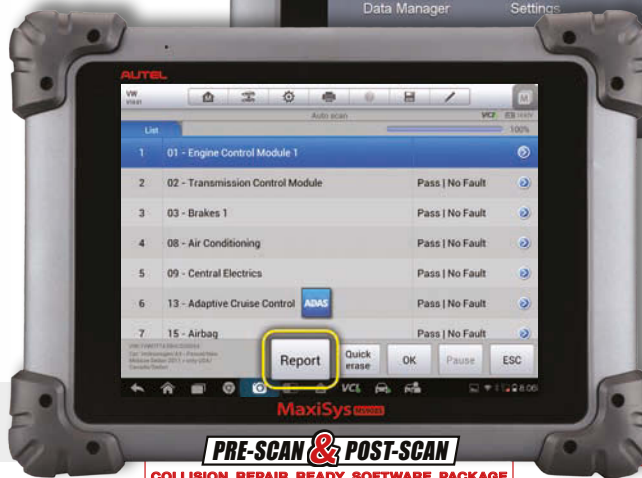 Data Manager Settings
AUTEL
VW
Auto scan
VCI
100%
List
1 01 - Engine Control Module 1
2 02 - Transmission Control Module Pass | No Fault
3 03 - Brakes 1 Pass | No Fault
4 08 - Air Conditioning Pass | No Fault
5 09 - Central Electrics Pass | No Fault
6 13 - Adaptive Cruise Control ADAS Pass | No Fault
7 15 - Airbag Pass | No Fault
Report Quick erase OK Pause ESC
VCI 8:06
MaxiSys
PRE-SCAN & POST-SCAN
COLLISION REPAIR READY SOFTWARE PACKAGE